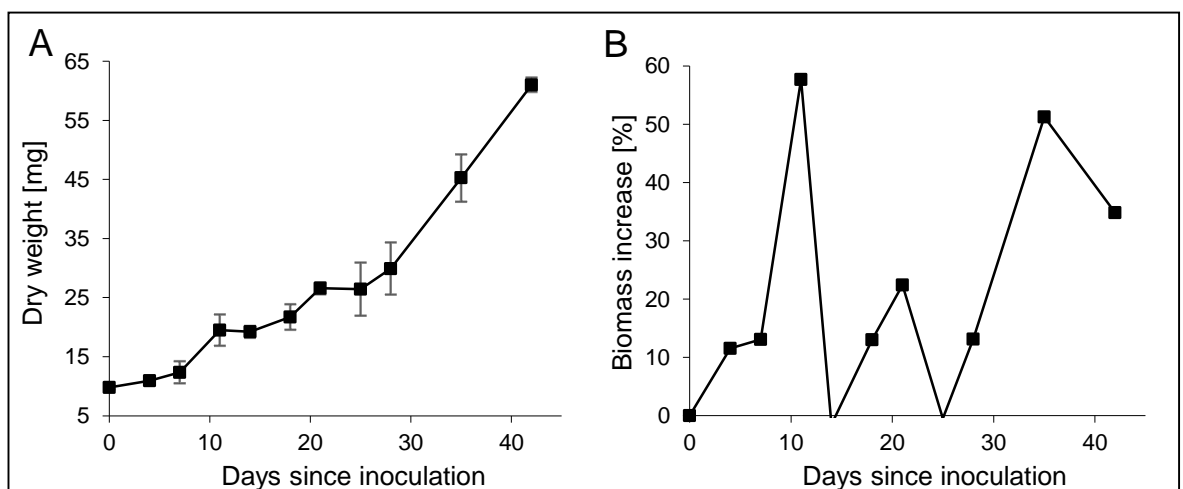 A
Dry weight [mg]
65
55
45
35
25
15
5
0 10 20 30 40
Days since inoculation
B
Biomass increase [%]
60
50
40
30
20
10
0
0 10 20 30 40
Days since inoculation